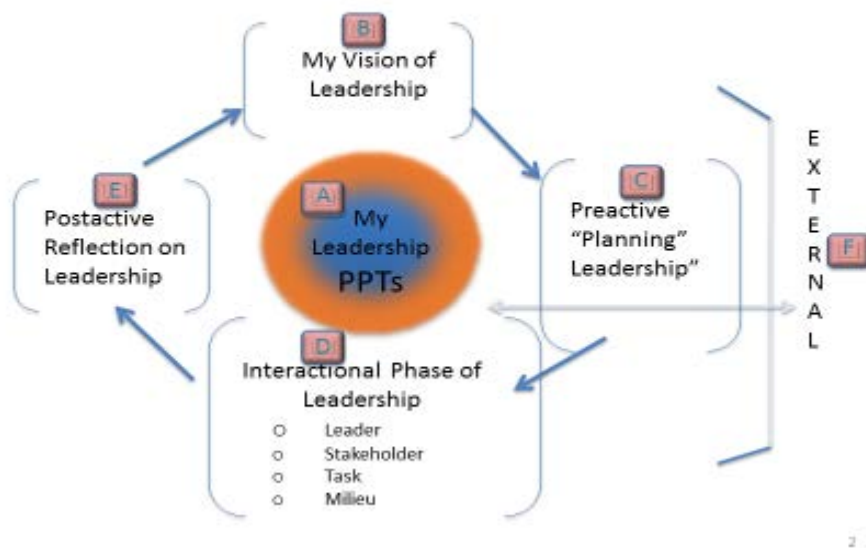 B
My Vision of
Leadership
E
Postactive
Reflection on
Leadership
A
My
Leadership
PPTs
C
Preactive
“Planning”
Leadership”
D
Interactional Phase of
Leadership
o Leader
o Stakeholder
o Task
o Milieu
EXTERNAL
F
2